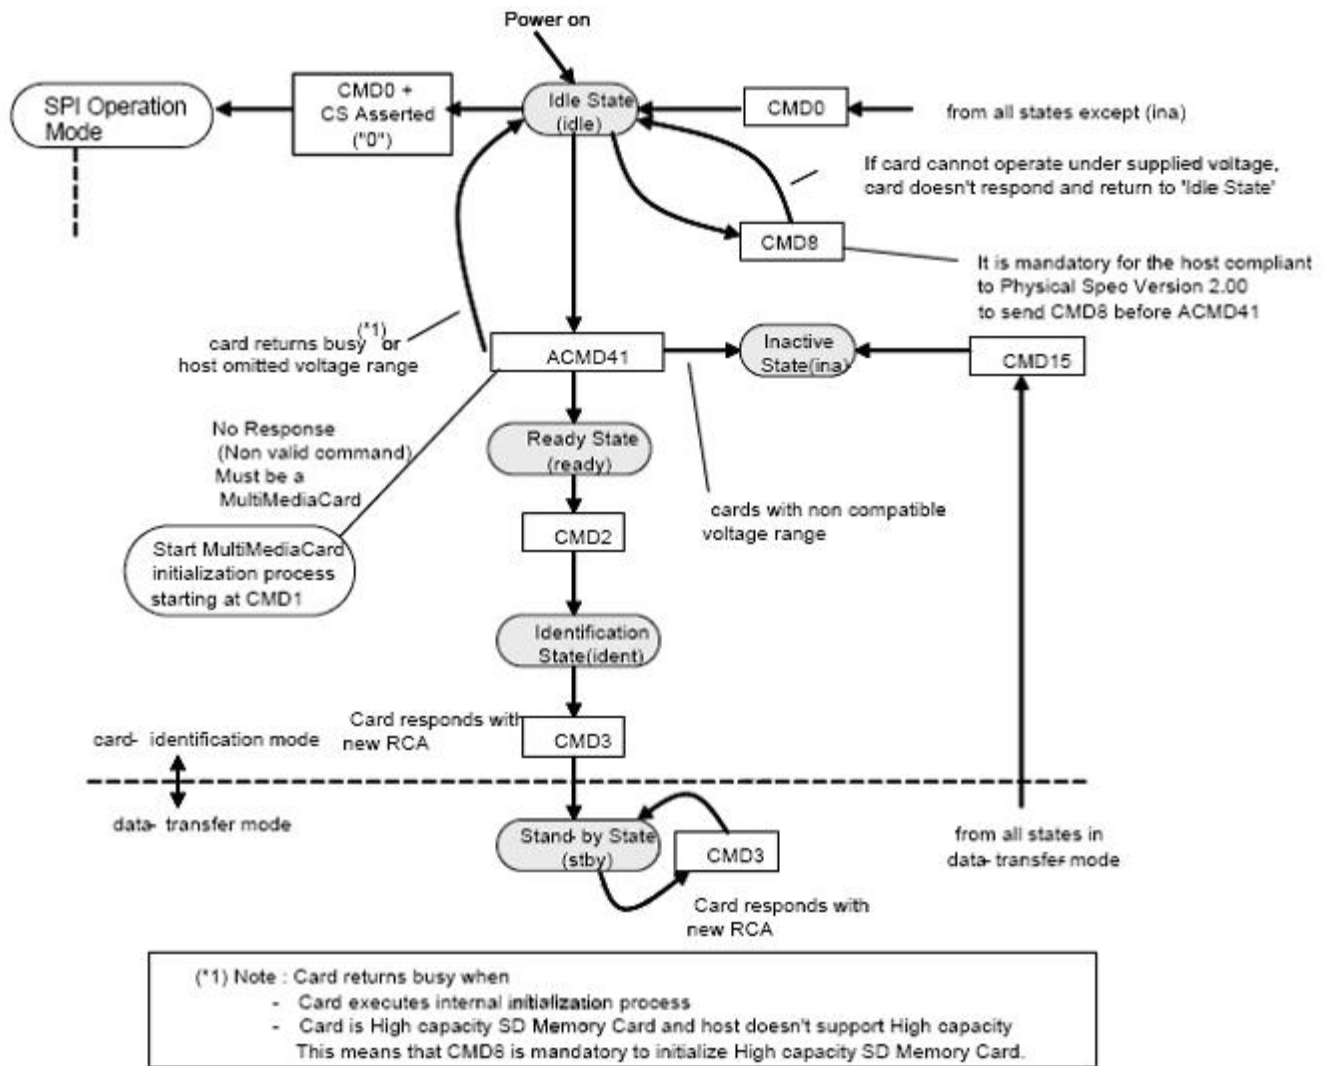 Power on
SPI Operation
Mode
CMD0 +
CS Asserted
("0")
Idle State
(idle)
CMD0
from all states except (ina)
If card cannot operate under supplied voltage,
card doesn't respond and return to 'Idle State'
CMD8
It is mandatory for the host compliant
to Physical Spec Version 2.00
to send CMD8 before ACMD41
card returns busy (*1) or
host omitted voltage range
ACMD41
Inactive
State(ina)
CMD15
No Response
(Non valid command)
Must be a
MultiMediaCard
Ready State
(ready)
cards with non compatible
voltage range
CMD2
Start MultiMediaCard
initialization process
starting at CMD1
Identification
State(ident)
Card responds with
new RCA
CMD3
card- identification mode
data- transfer mode
Stand- by State
(stby)
CMD3
from all states in
data-transfer mode
Card responds with
new RCA
(*1) Note : Card returns busy when
- Card executes internal initialization process
- Card is High capacity SD Memory Card and host doesn't support High capacity
This means that CMD8 is mandatory to initialize High capacity SD Memory Card.